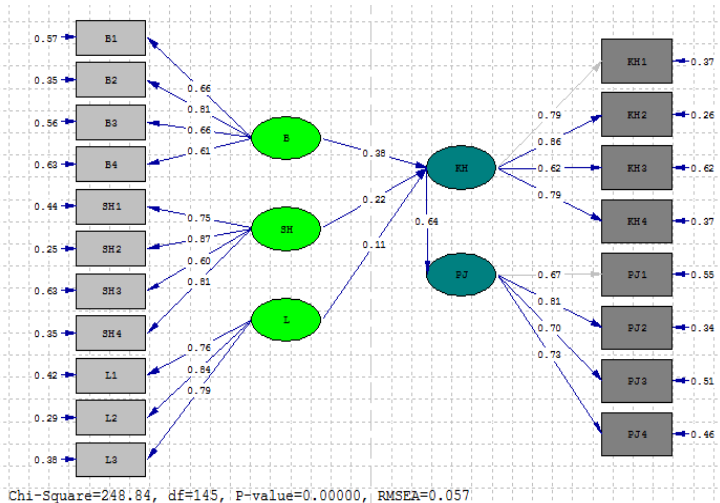 0.57 B1
0.35 B2
0.56 B3
0.63 B4
0.44 SH1
0.25 SH2
0.63 SH3
0.35 SH4
0.42 L1
0.29 L2
0.38 L3
0.66
0.81
0.66
0.61
0.75
0.87
0.60
0.81
0.76
0.84
0.79
B
SH
L
0.38
0.22
0.11
KH
0.64
PJ
0.79
0.86
0.62
0.79
0.67
0.81
0.70
0.73
KH1 0.37
KH2 0.26
KH3 0.62
KH4 0.37
PJ1 0.55
PJ2 0.34
PJ3 0.51
PJ4 0.46
Chi-Square=248.84, df=145, P-value=0.00000, RMSEA=0.057